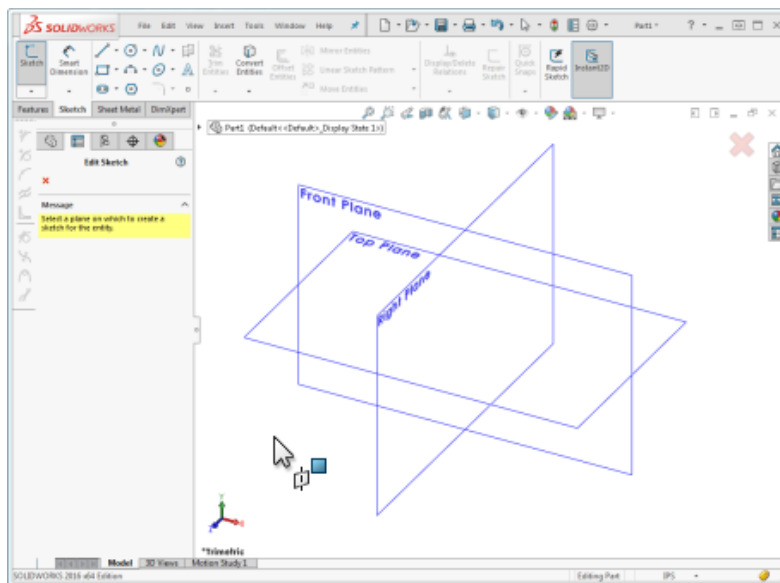 SOLIDWORKS File Edit View Insert Tools Window Help Part1 *
Sketch Smart Dimension Trim Entities Convert Entities Offset Entities Mirror Entities Linear Sketch Pattern Move Entities Display/Delete Relations Repair Sketch Quick Snaps Rapid Sketch Instant2D
Features Sketch Sheet Metal DimXpert
Part1 (Default<<Default>_Display State 1>)
Edit Sketch
Message
Select a plane on which to create a
sketch for the entity.
Front Plane
Top Plane
Right Plane
*Trimetric
Model 3D Views Motion Study 1
SOLIDWORKS 2016 x64 Edition Editing Part IPS